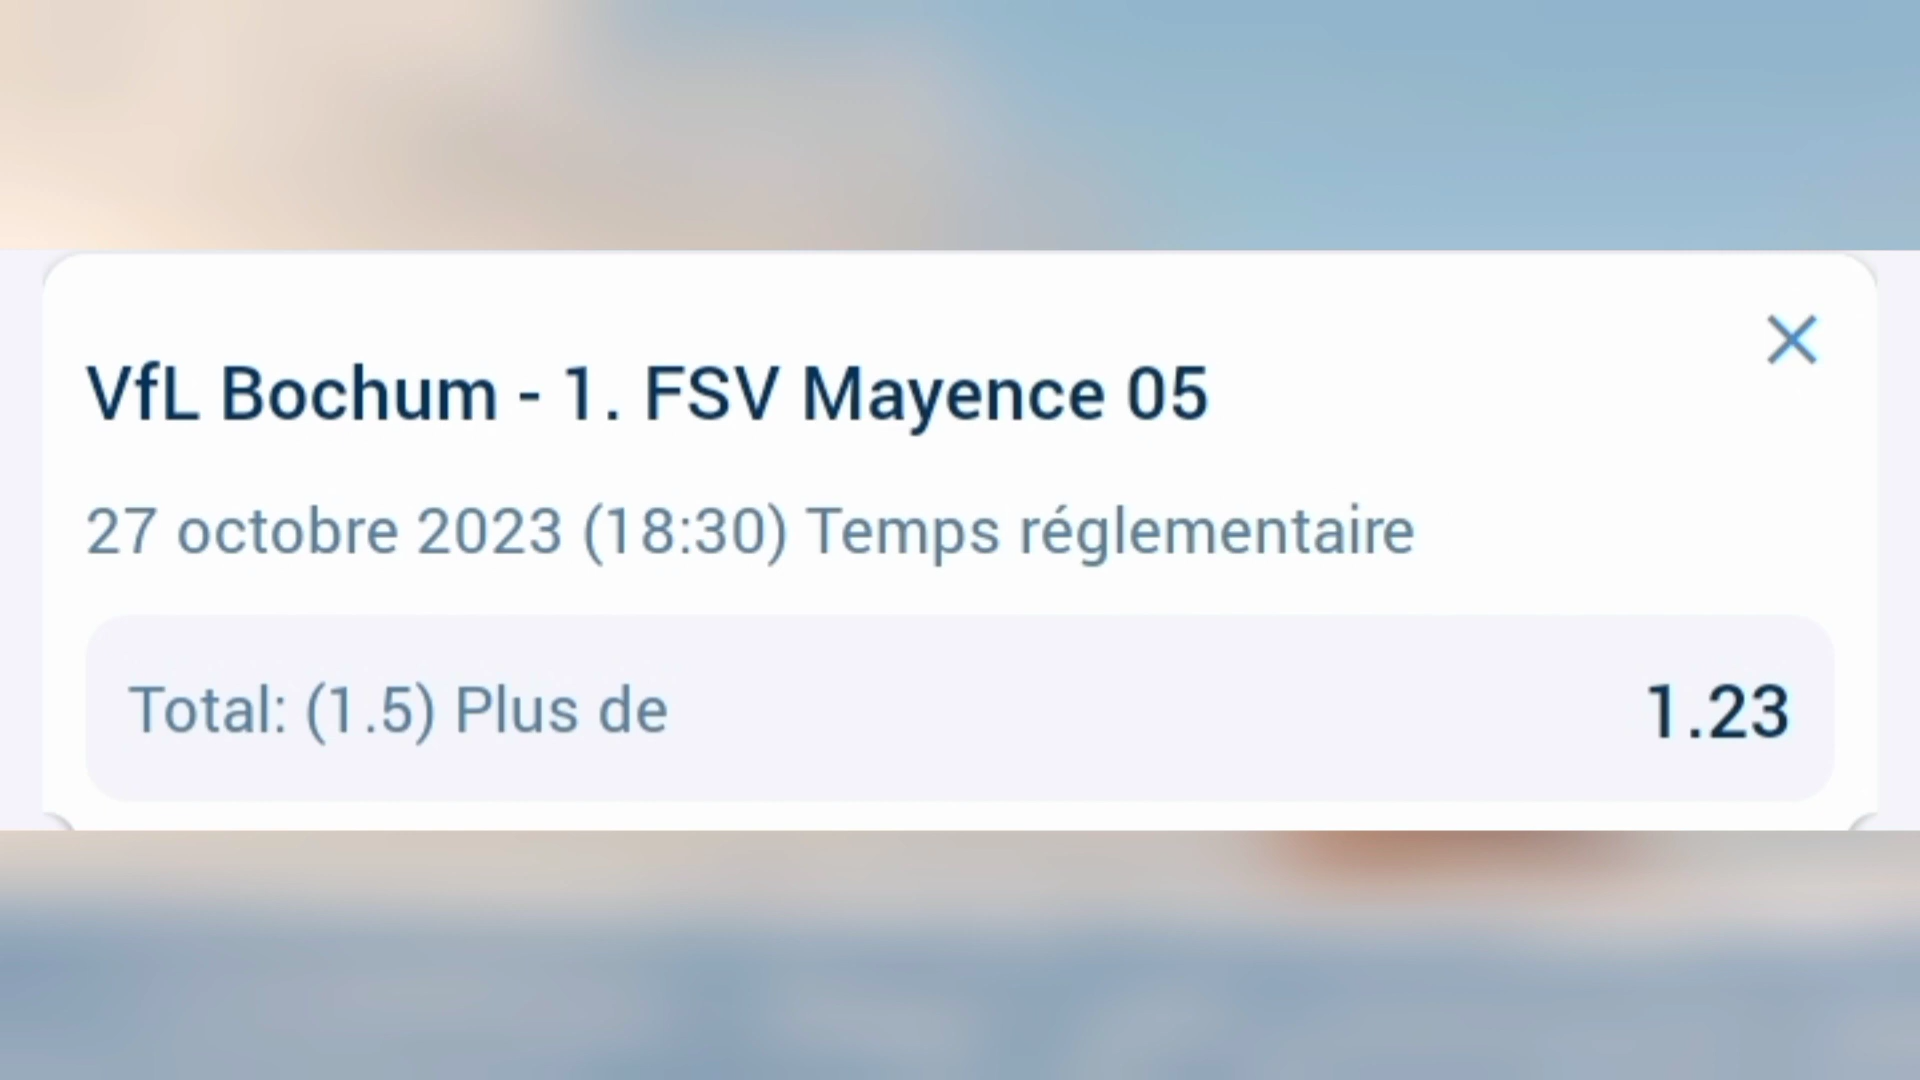 VfL Bochum - 1. FSV Mayence 05
27 octobre 2023 (18:30) Temps réglementaire
Total: (1.5) Plus de 1.23